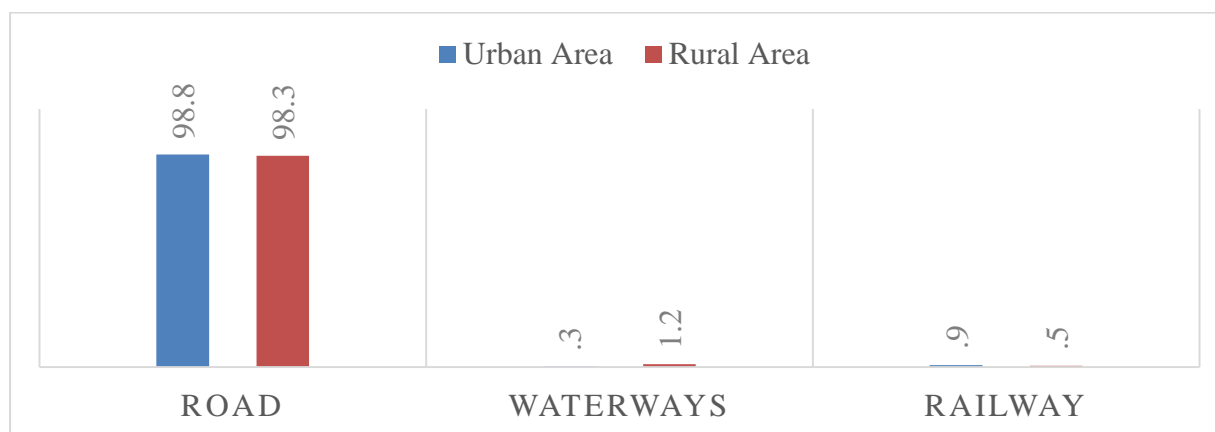 Urban Area Rural Area
98.8 98.3 .3 1.2 .9 .5
ROAD WATERWAYS RAILWAY